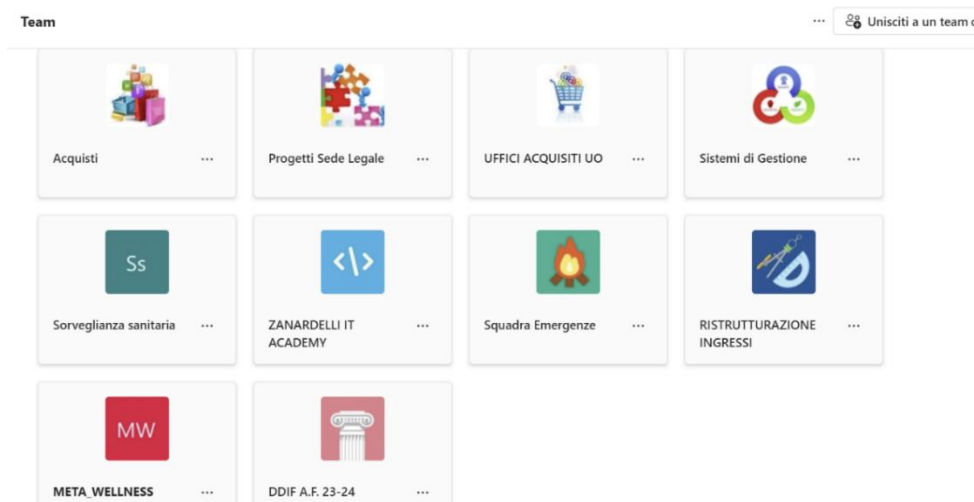 Team
... Unisciti a un team o
Acquisti ...
Progetti Sede Legale ...
UFFICI ACQUISITI UO ...
Sistemi di Gestione ...
Ss
Sorveglianza sanitaria ...
</>
ZANARDELLI IT ...
ACADEMY
Squadra Emergenze ...
RISTRUTTURAZIONE ...
INGRESSI
MW
META_WELLNESS ...
DDIF A.F. 23-24 ...